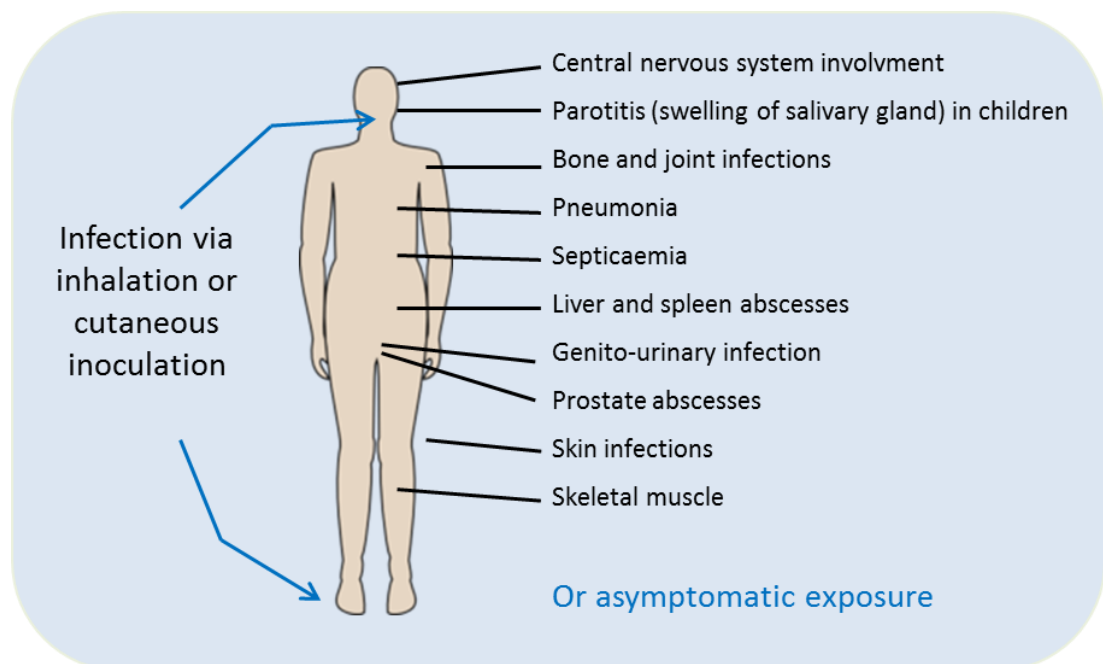 Central nervous system involvment
Parotitis (swelling of salivary gland) in children
Bone and joint infections
Pneumonia
Septicaemia
Liver and spleen abscesses
Genito-urinary infection
Prostate abscesses
Skin infections
Skeletal muscle
Infection via
inhalation or
cutaneous
inoculation
Or asymptomatic exposure